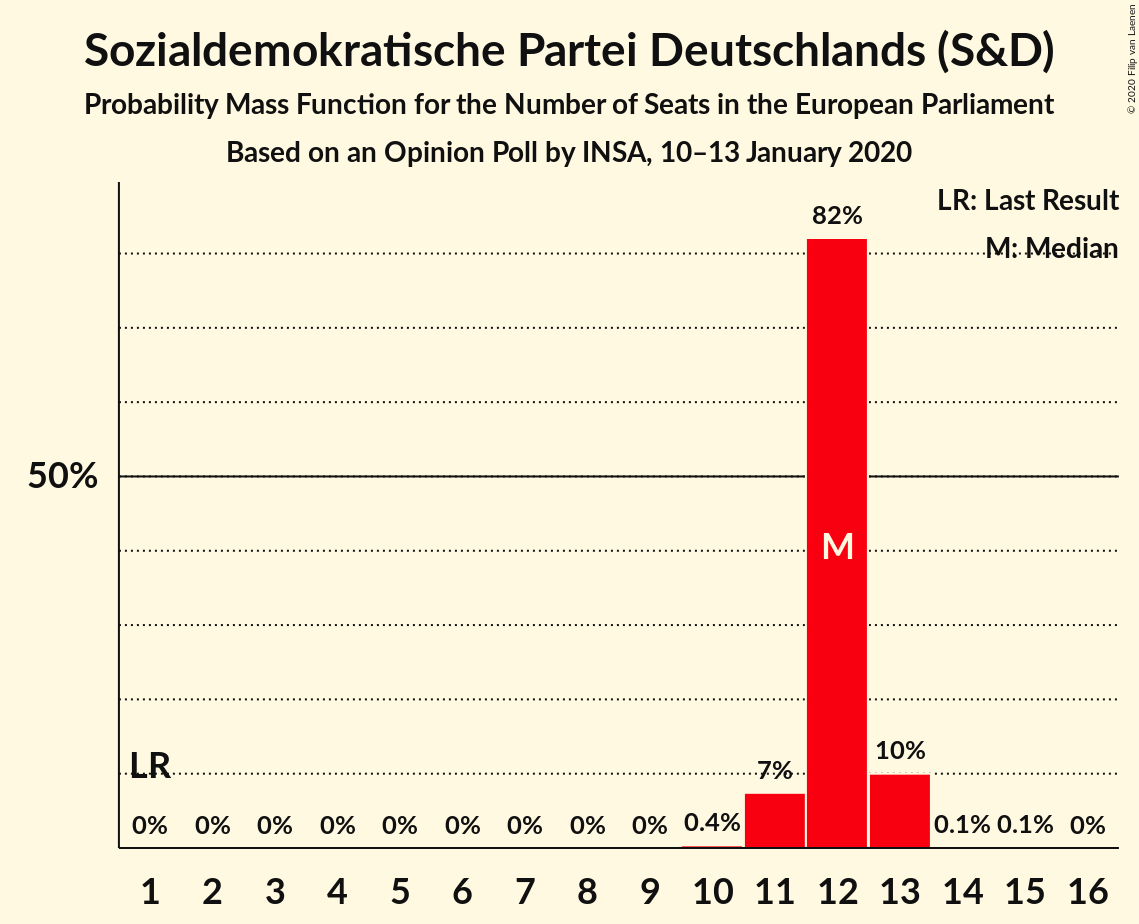 Sozialdemokratische Partei Deutschlands (S&D)
Probability Mass Function for the Number of Seats in the European Parliament
Based on an Opinion Poll by INSA, 10–13 January 2020
© 2020 Filip van Laenen
LR: Last Result
M: Median
82%
50%
M
LR
10%
7%
0% 0% 0% 0% 0% 0% 0% 0% 0% 0.4% 0.1% 0.1% 0%
1 2 3 4 5 6 7 8 9 10 11 12 13 14 15 16